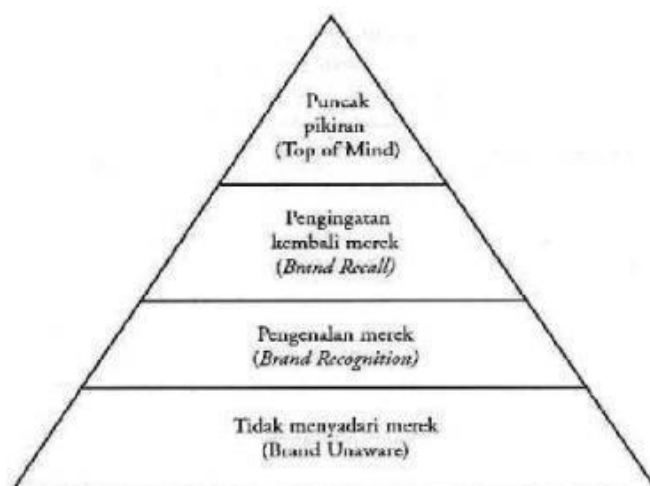 Puncak
pikiran
(Top of Mind)
Pengingatan
kembali merek
(Brand Recall)
Pengenalan merek
(Brand Recognition)
Tidak menyadari merek
(Brand Unaware)